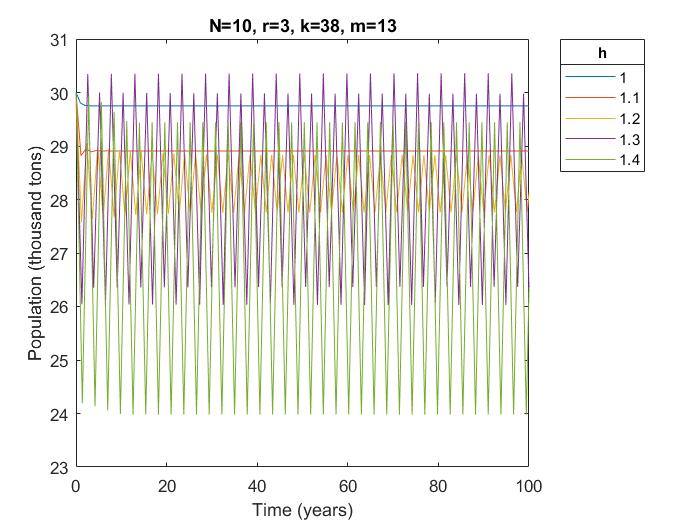 N=10, r=3, k=38, m=13
31
30
29
28
27
26
25
24
23
Population (thousand tons)
0 20 40 60 80 100
Time (years)
h
1
1.1
1.2
1.3
1.4